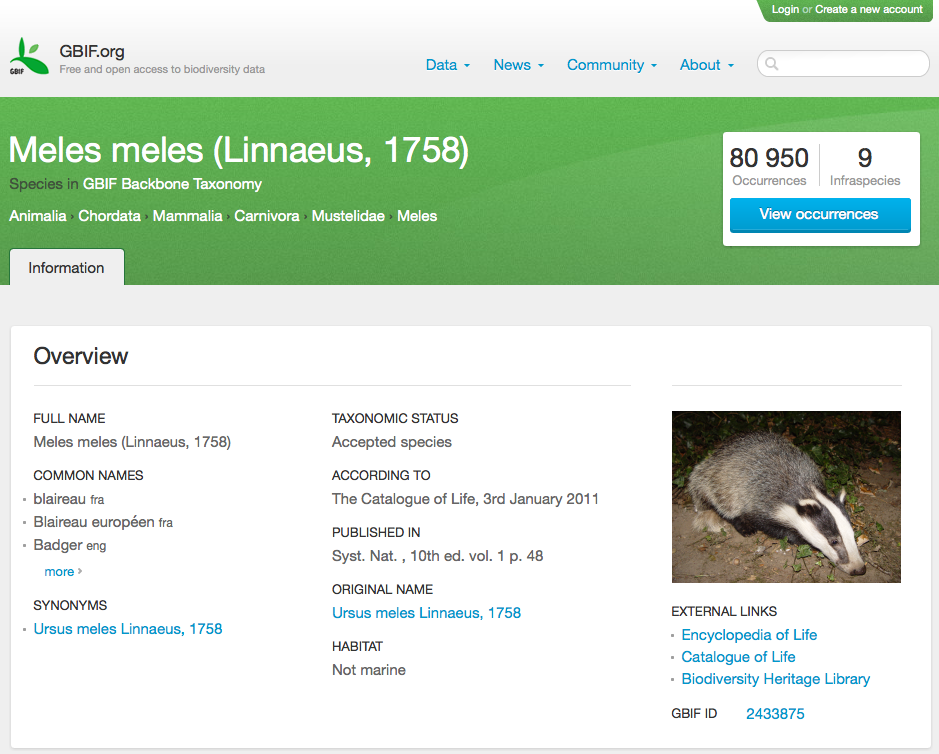 Login or Create a new account
GBIF
GBIF.org
Free and open access to biodiversity data
Data
News
Community
About
Meles meles (Linnaeus, 1758)
Species in GBIF Backbone Taxonomy
Animalia › Chordata › Mammalia › Carnivora › Mustelidae › Meles
80 950
Occurrences
9
Infraspecies
View occurrences
Information
Overview
FULL NAME
Meles meles (Linnaeus, 1758)
COMMON NAMES
blaireau fra
Blaireau européen fra
Badger eng
more ›
SYNONYMS
Ursus meles Linnaeus, 1758
TAXONOMIC STATUS
Accepted species
ACCORDING TO
The Catalogue of Life, 3rd January 2011
PUBLISHED IN
Syst. Nat. , 10th ed. vol. 1 p. 48
ORIGINAL NAME
Ursus meles Linnaeus, 1758
HABITAT
Not marine
EXTERNAL LINKS
Encyclopedia of Life
Catalogue of Life
Biodiversity Heritage Library
GBIF ID 2433875